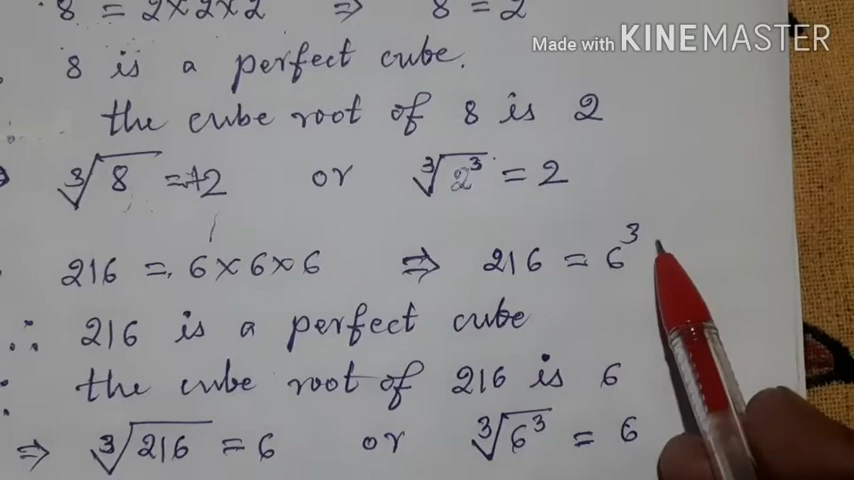 8 = 2×2×2 ⇒ 8 = 2
Made with KINEMASTER
8 is a perfect cube.
the cube root of 8 is 2
∛8 = 2 or ∛2³ = 2
216 = 6×6×6 ⇒ 216 = 6³
∴ 216 is a perfect cube
the cube root of 216 is 6
⇒ ∛216 = 6 or ∛6³ = 6